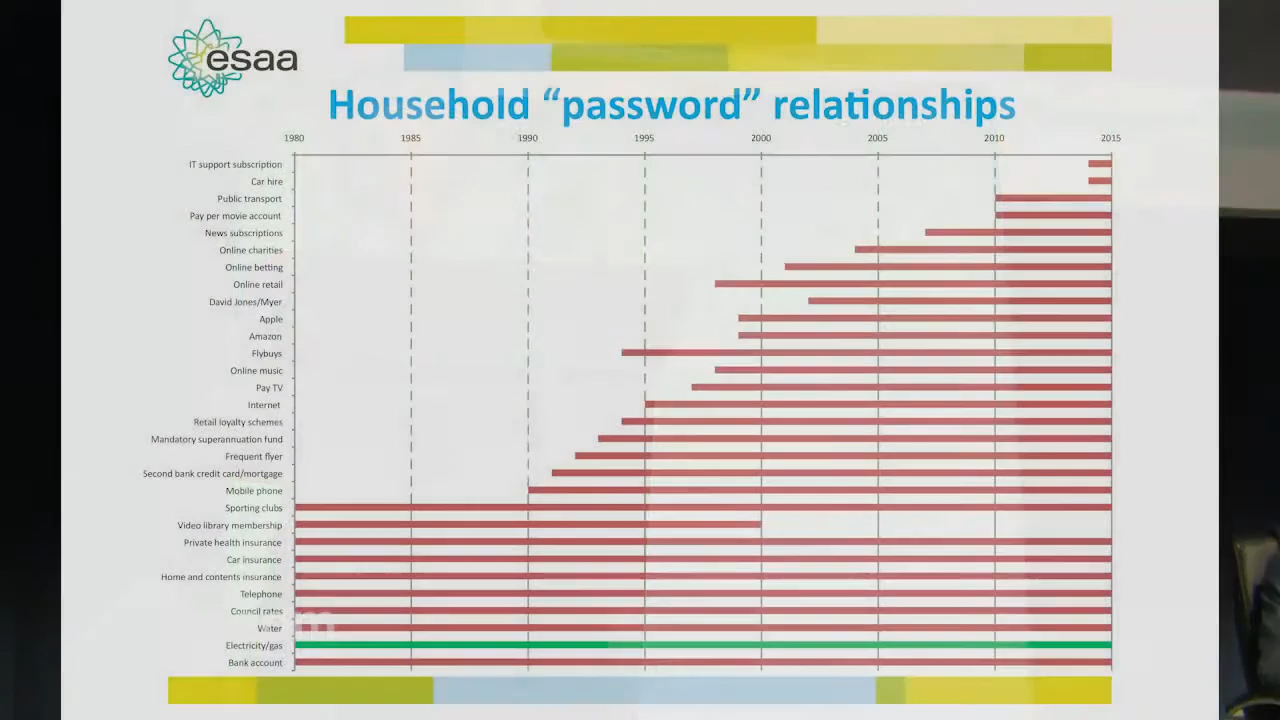 esaa
Household “password” relationships
1980 1985 1990 1995 2000 2005 2010 2015
IT support subscription
Car hire
Public transport
Pay per movie account
News subscriptions
Online charities
Online betting
Online retail
David Jones/Myer
Apple
Amazon
Flybuys
Online music
Pay TV
Internet
Retail loyalty schemes
Mandatory superannuation fund
Frequent flyer
Second bank credit card/mortgage
Mobile phone
Sporting clubs
Video library membership
Private health insurance
Car insurance
Home and contents insurance
Telephone
Council rates
Water
Electricity/gas
Bank account